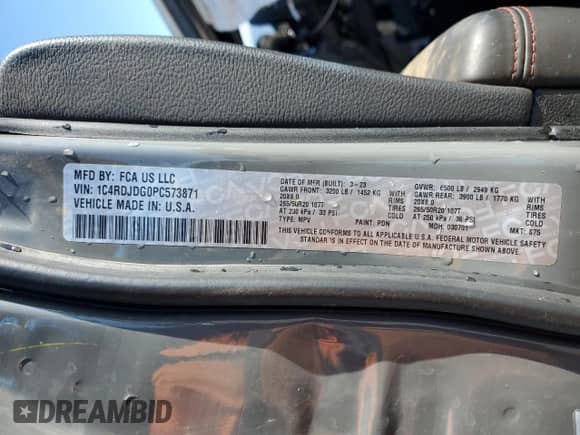 MFD BY: FCA US LLC
VIN: 1C4RDJDG0PC573871
VEHICLE MADE IN: U.S.A.
DATE OF MFR (BUILT): 3-23 GVWR: 6500 LB / 2949 KG
GAWR FRONT: 3200 LB / 1452 KG WITH GAWR REAR: 3900 LB / 1770 KG WITH
20X8.0 RIMS 20X8.0 RIMS
265/50R20 107T TIRES 265/50R20 107T TIRES
AT 230 kPa / 33 PSI COLD AT 250 kPa / 36 PSI COLD
TYPE: MPV PAINT: PDN MDH: 030701 MKT: 675
THIS VEHICLE CONFORMS TO ALL APPLICABLE U.S.A. FEDERAL MOTOR VEHICLE SAFETY
STANDARDS IN EFFECT ON THE DATE OF MANUFACTURE SHOWN ABOVE.
DREAMBID